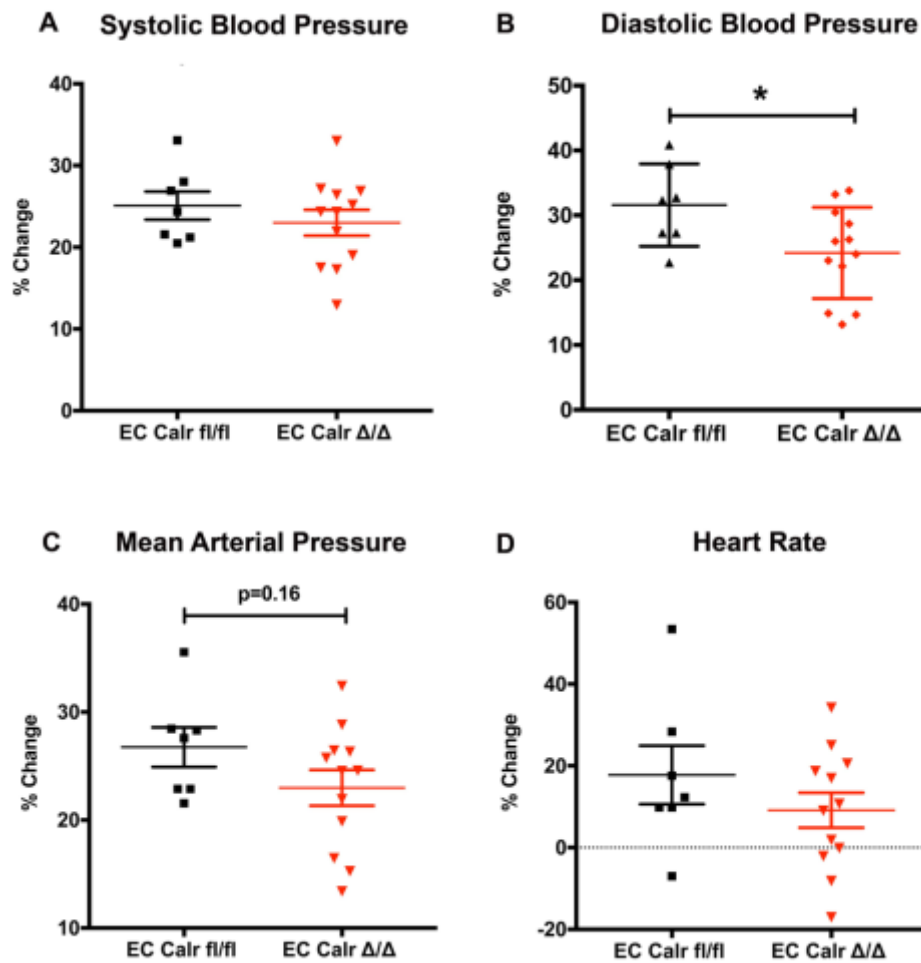 A Systolic Blood Pressure
% Change
40
30
20
10
0
EC Calr fl/fl EC Calr Δ/Δ
B Diastolic Blood Pressure
% Change
50
40
30
20
10
0
*
EC Calr fl/fl EC Calr Δ/Δ
C Mean Arterial Pressure
% Change
40
30
20
10
p=0.16
EC Calr fl/fl EC Calr Δ/Δ
D Heart Rate
% Change
60
40
20
0
-20
EC Calr fl/fl EC Calr Δ/Δ